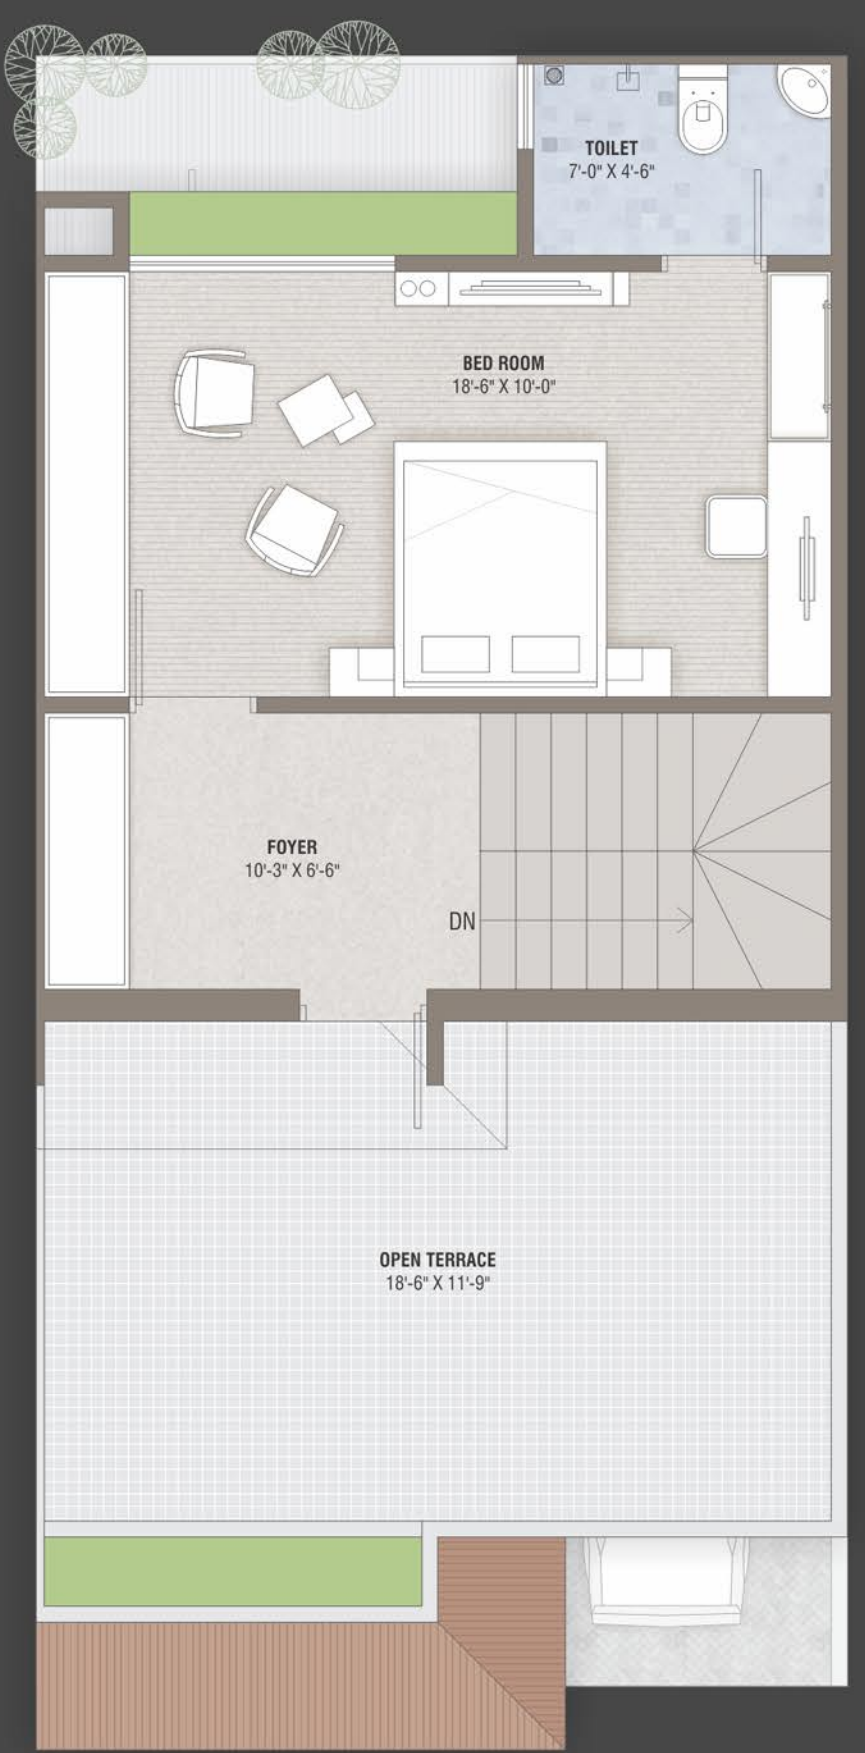 TOILET
7'-0" X 4'-6"
BED ROOM
18'-6" X 10'-0"
FOYER
10'-3" X 6'-6"
DN
OPEN TERRACE
18'-6" X 11'-9"